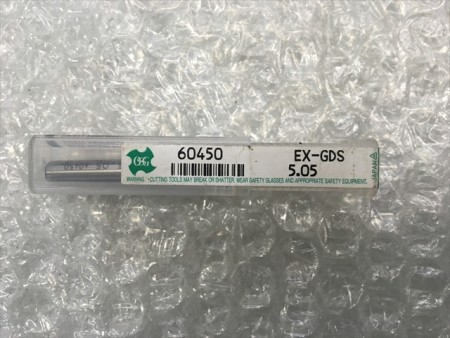 OSG
60450
EX-GDS
5.05
WARNING: •CUTTING TOOLS MAY BREAK OR SHATTER. WEAR SAFETY GLASSES AND APPROPRIATE SAFETY EQUIPMENT.
JAPAN